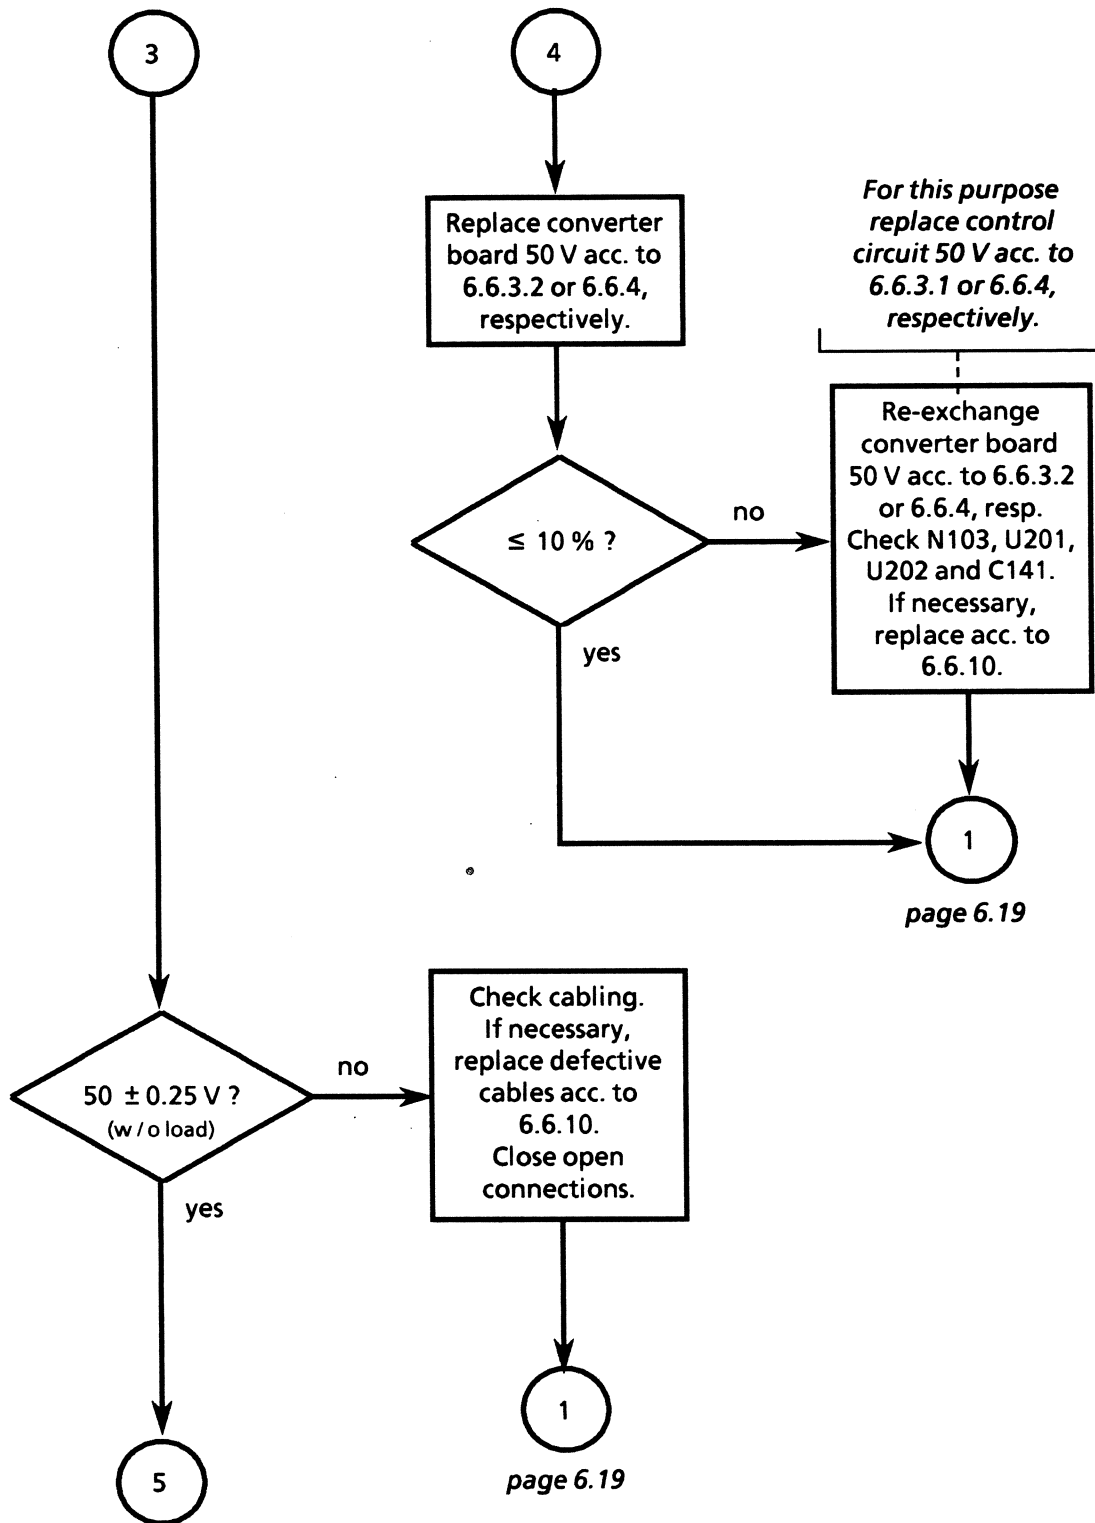 3
4
Replace converter
board 50 V acc. to
6.6.3.2 or 6.6.4,
respectively.
For this purpose
replace control
circuit 50 V acc. to
6.6.3.1 or 6.6.4,
respectively.
≤ 10 % ?
no
yes
Re-exchange
converter board
50 V acc. to 6.6.3.2
or 6.6.4, resp.
Check N103, U201,
U202 and C141.
If necessary,
replace acc. to
6.6.10.
1
page 6.19
50 ± 0.25 V ?
(w / o load)
no
yes
Check cabling.
If necessary,
replace defective
cables acc. to
6.6.10.
Close open
connections.
1
page 6.19
5